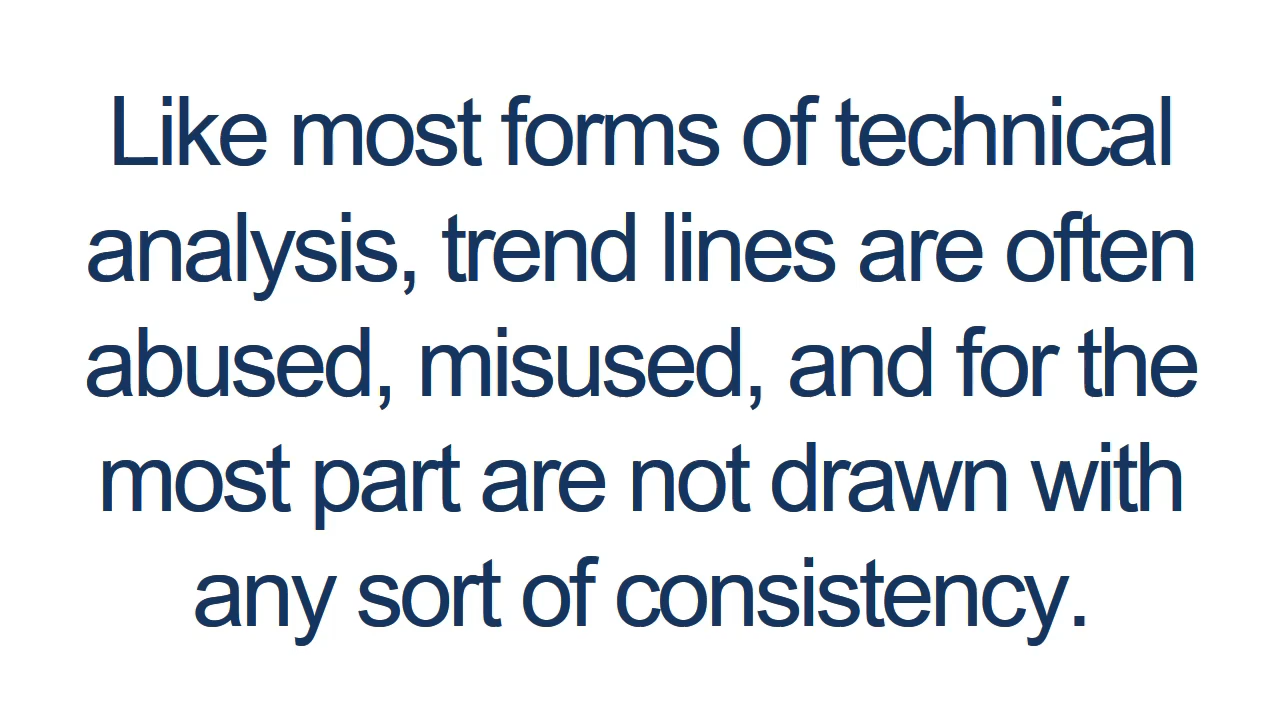 Like most forms of technical
analysis, trend lines are often
abused, misused, and for the
most part are not drawn with
any sort of consistency.